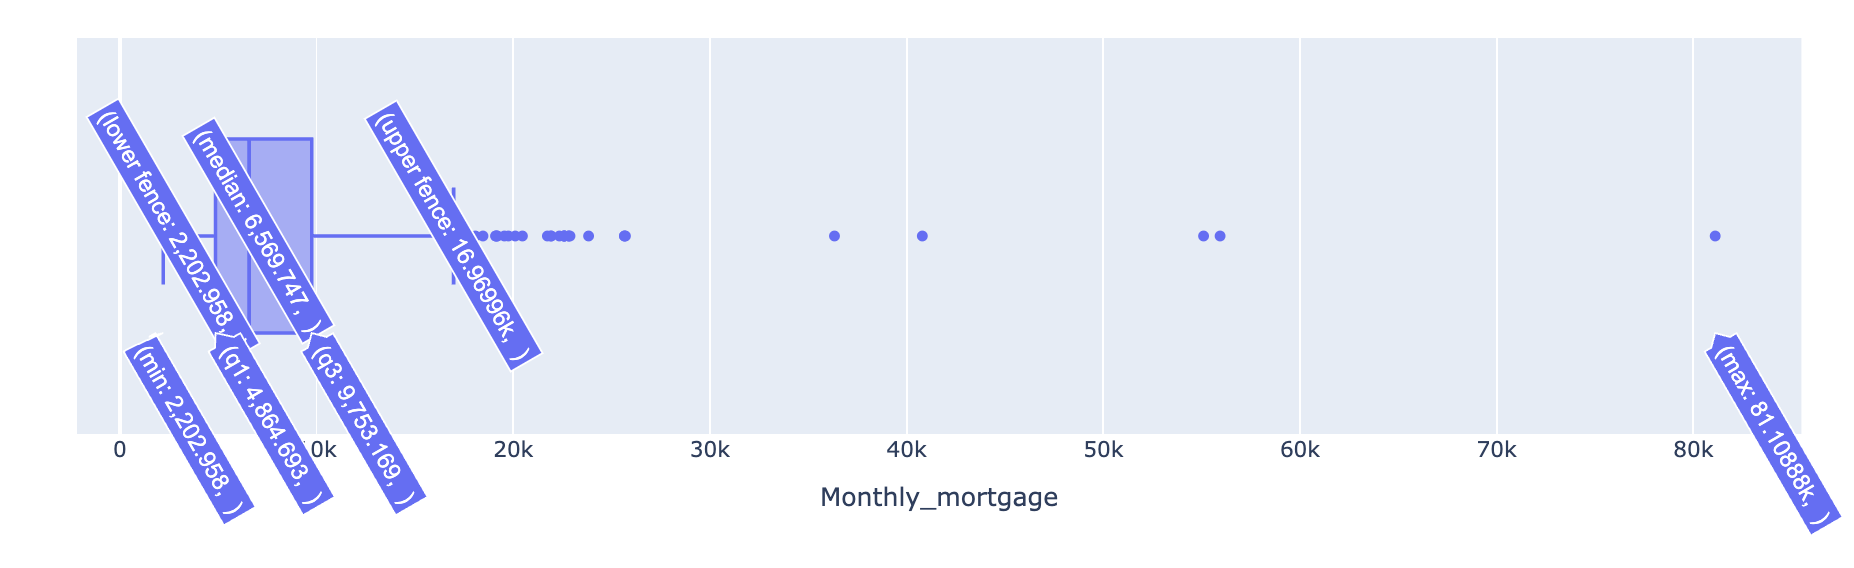 (lower fence: 2,202.958, 
(median: 6,569.747, )
(upper fence: 16.96996k, )
(min: 2,202.958, )
(q1: 4,864.693, )
(q3: 9,753.169, )
(max: 81.10888k, )
0
0k
20k
30k
40k
50k
60k
70k
80k
Monthly_mortgage